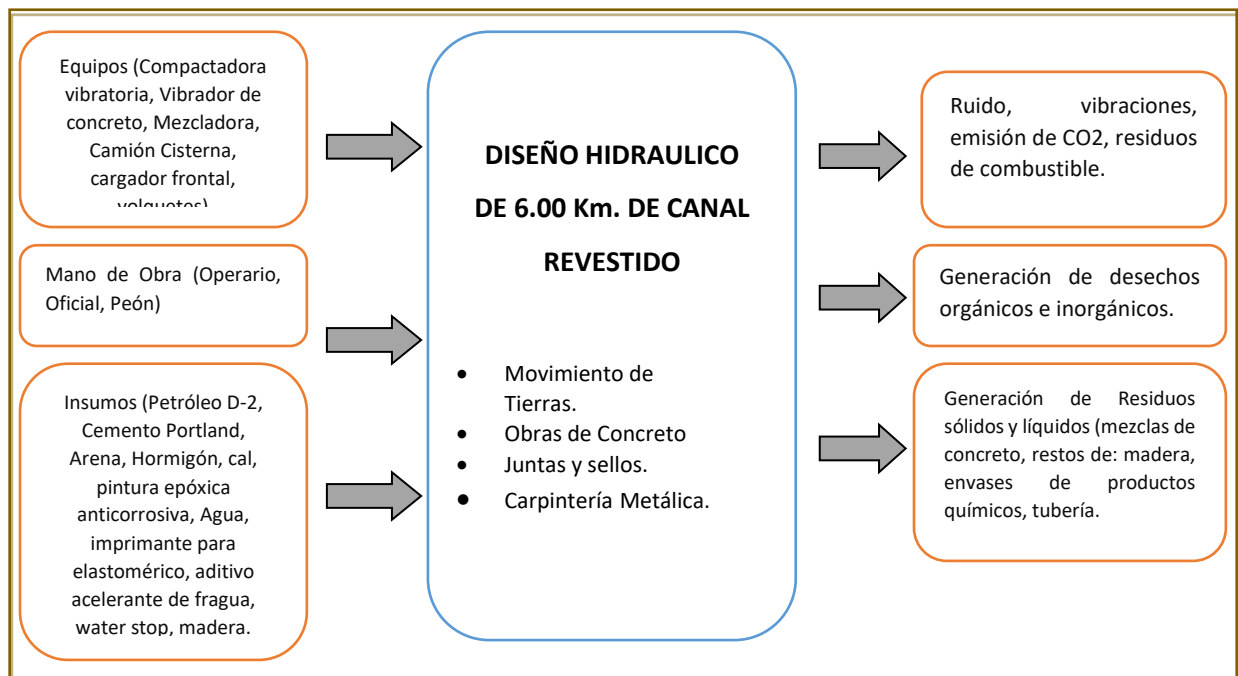 Equipos (Compactadora
vibratoria, Vibrador de
concreto, Mezcladora,
Camión Cisterna,
cargador frontal,
volquetes)
Mano de Obra (Operario,
Oficial, Peón)
Insumos (Petróleo D-2,
Cemento Portland,
Arena, Hormigón, cal,
pintura epóxica
anticorrosiva, Agua,
imprimante para
elastomérico, aditivo
acelerante de fragua,
water stop, madera.
DISEÑO HIDRAULICO
DE 6.00 Km. DE CANAL
REVESTIDO
• Movimiento de
Tierras.
• Obras de Concreto
• Juntas y sellos.
• Carpintería Metálica.
Ruido, vibraciones,
emisión de CO2, residuos
de combustible.
Generación de desechos
orgánicos e inorgánicos.
Generación de Residuos
sólidos y líquidos (mezclas de
concreto, restos de: madera,
envases de productos
químicos, tubería.